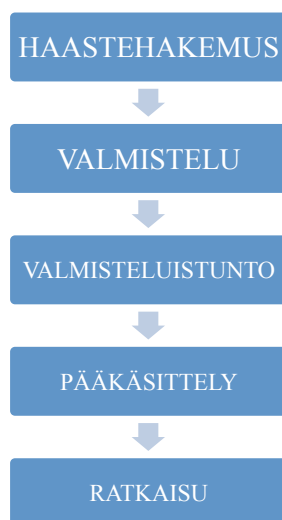 HAASTEHAKEMUS
VALMISTELU
VALMISTELUISTUNTO
PÄÄKÄSITTELY
RATKAISU